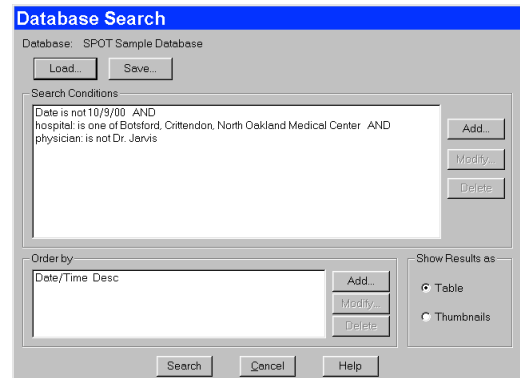 Database Search
Database: SPOT Sample Database
Load... Save...
Search Conditions
Date is not 10/9/00 AND
hospital: is one of Botsford, Crittendon, North Oakland Medical Center AND
physician: is not Dr. Jarvis
Add...
Modify...
Delete
Order by
Date/Time Desc
Add...
Modify...
Delete
Show Results as
Table
Thumbnails
Search Cancel Help